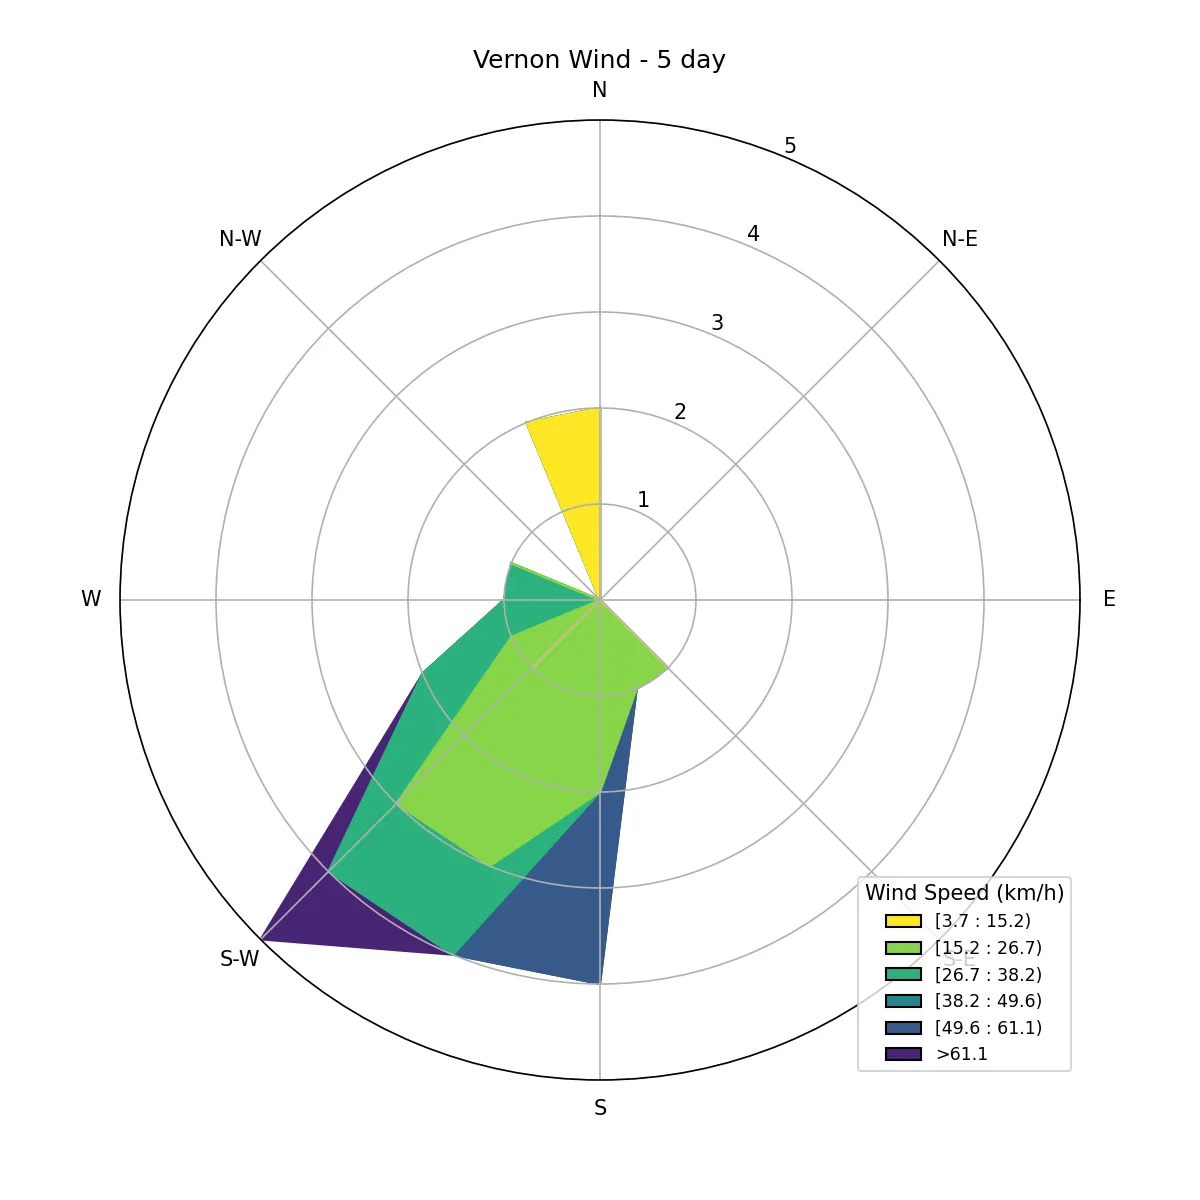 Vernon Wind - 5 day
N
5
N-W
N-E
4
3
2
1
W
E
S-W
S-E
Wind Speed (km/h)
[3.7 : 15.2)
[15.2 : 26.7)
[26.7 : 38.2)
[38.2 : 49.6)
[49.6 : 61.1)
>61.1
S